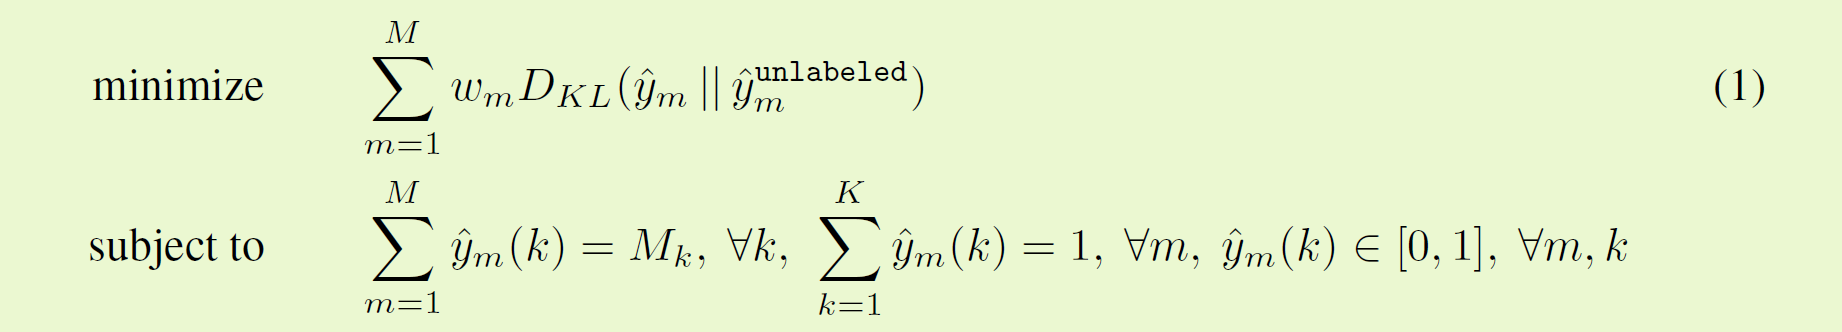 minimize $\sum_{m=1}^{M} w_m D_{KL}(\hat{y}_m \,||\, \hat{y}_m^{\texttt{unlabeled}})$ (1)
subject to $\sum_{m=1}^{M} \hat{y}_m(k) = M_k, \ \forall k, \ \sum_{k=1}^{K} \hat{y}_m(k) = 1, \ \forall m, \ \hat{y}_m(k) \in [0, 1], \ \forall m, k$